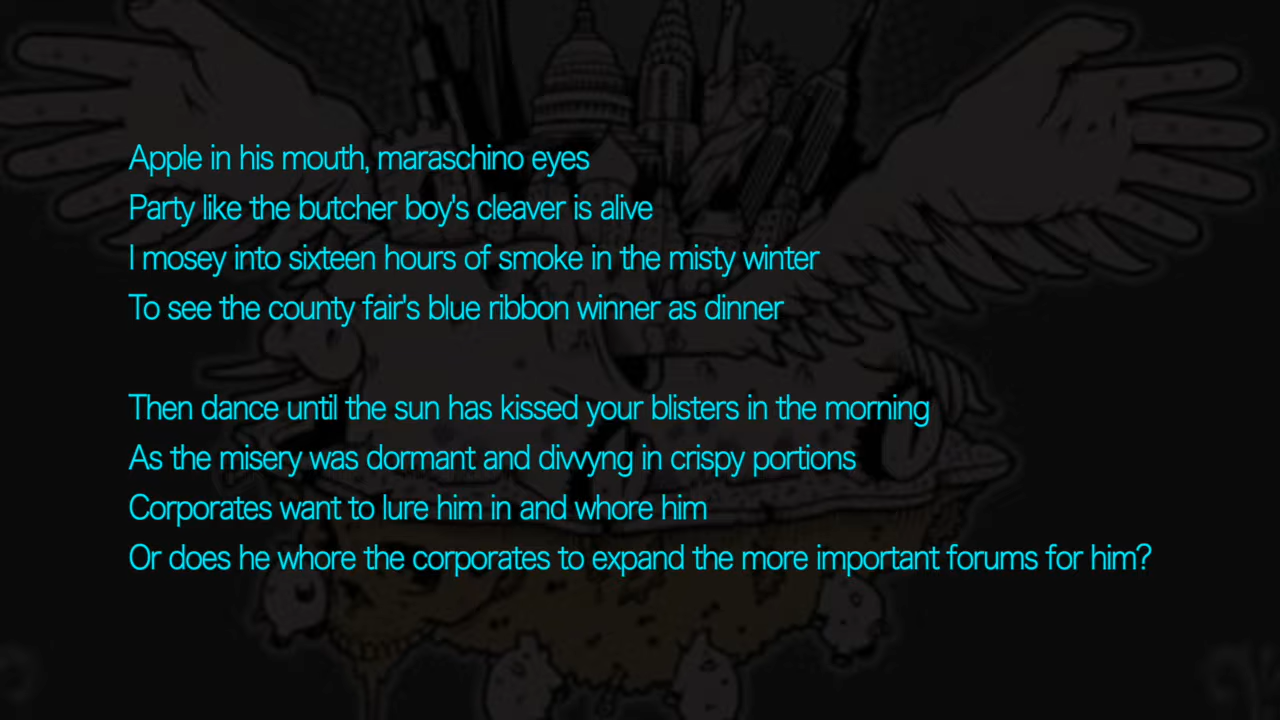 Apple in his mouth, maraschino eyes
Party like the butcher boy's cleaver is alive
I mosey into sixteen hours of smoke in the misty winter
To see the county fair's blue ribbon winner as dinner
Then dance until the sun has kissed your blisters in the morning
As the misery was dormant and divvyng in crispy portions
Corporates want to lure him in and whore him
Or does he whore the corporates to expand the more important forums for him?